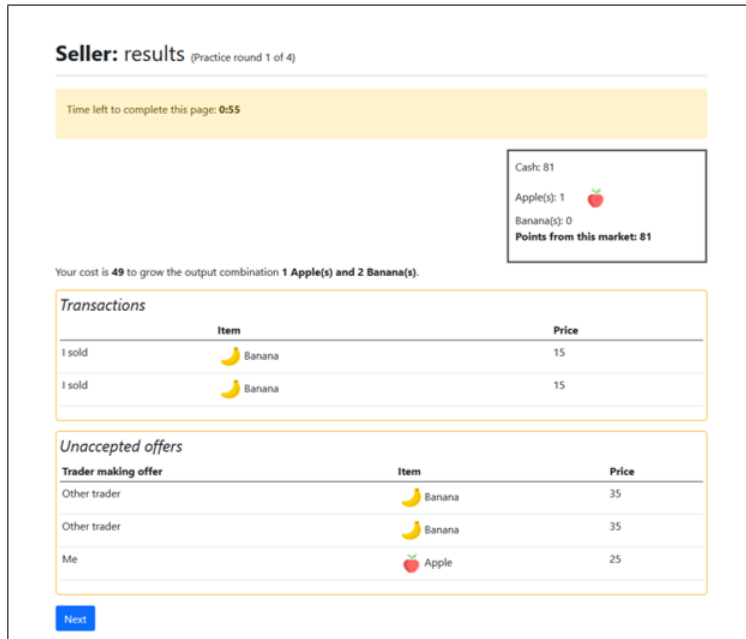 Seller: results (Practice round 1 of 4)
Time left to complete this page: 0:55
Cash: 81
Apple(s): 1
Banana(s): 0
Points from this market: 81
Your cost is 49 to grow the output combination 1 Apple(s) and 2 Banana(s).
Transactions
Item Price
I sold Banana 15
I sold Banana 15
Unaccepted offers
Trader making offer Item Price
Other trader Banana 35
Other trader Banana 35
Me Apple 25
Next